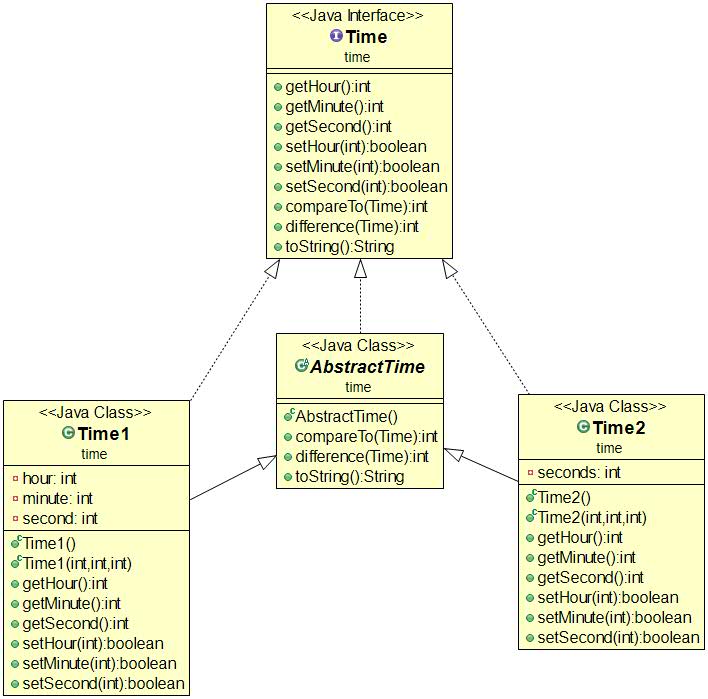 <<Java Interface>>
Time
time
getHour():int
getMinute():int
getSecond():int
setHour(int):boolean
setMinute(int):boolean
setSecond(int):boolean
compareTo(Time):int
difference(Time):int
toString():String
<<Java Class>>
AbstractTime
time
AbstractTime()
compareTo(Time):int
difference(Time):int
toString():String
<<Java Class>>
Time1
time
hour: int
minute: int
second: int
Time1()
Time1(int,int,int)
getHour():int
getMinute():int
getSecond():int
setHour(int):boolean
setMinute(int):boolean
setSecond(int):boolean
<<Java Class>>
Time2
time
seconds: int
Time2()
Time2(int,int,int)
getHour():int
getMinute():int
getSecond():int
setHour(int):boolean
setMinute(int):boolean
setSecond(int):boolean